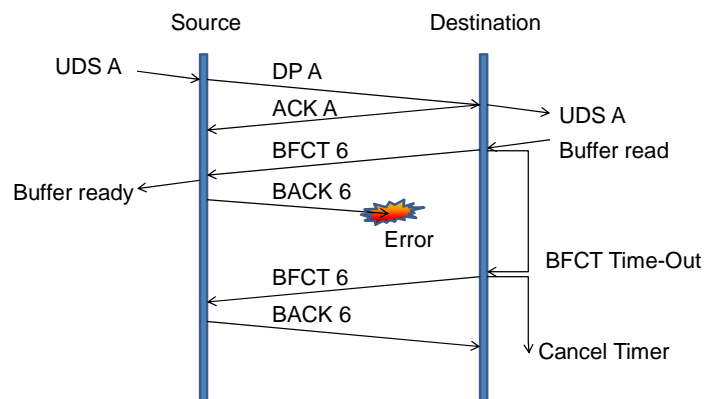 Source
Destination
UDS A
DP A
ACK A
UDS A
BFCT 6
Buffer read
Buffer ready
BACK 6
Error
BFCT Time-Out
BFCT 6
BACK 6
Cancel Timer